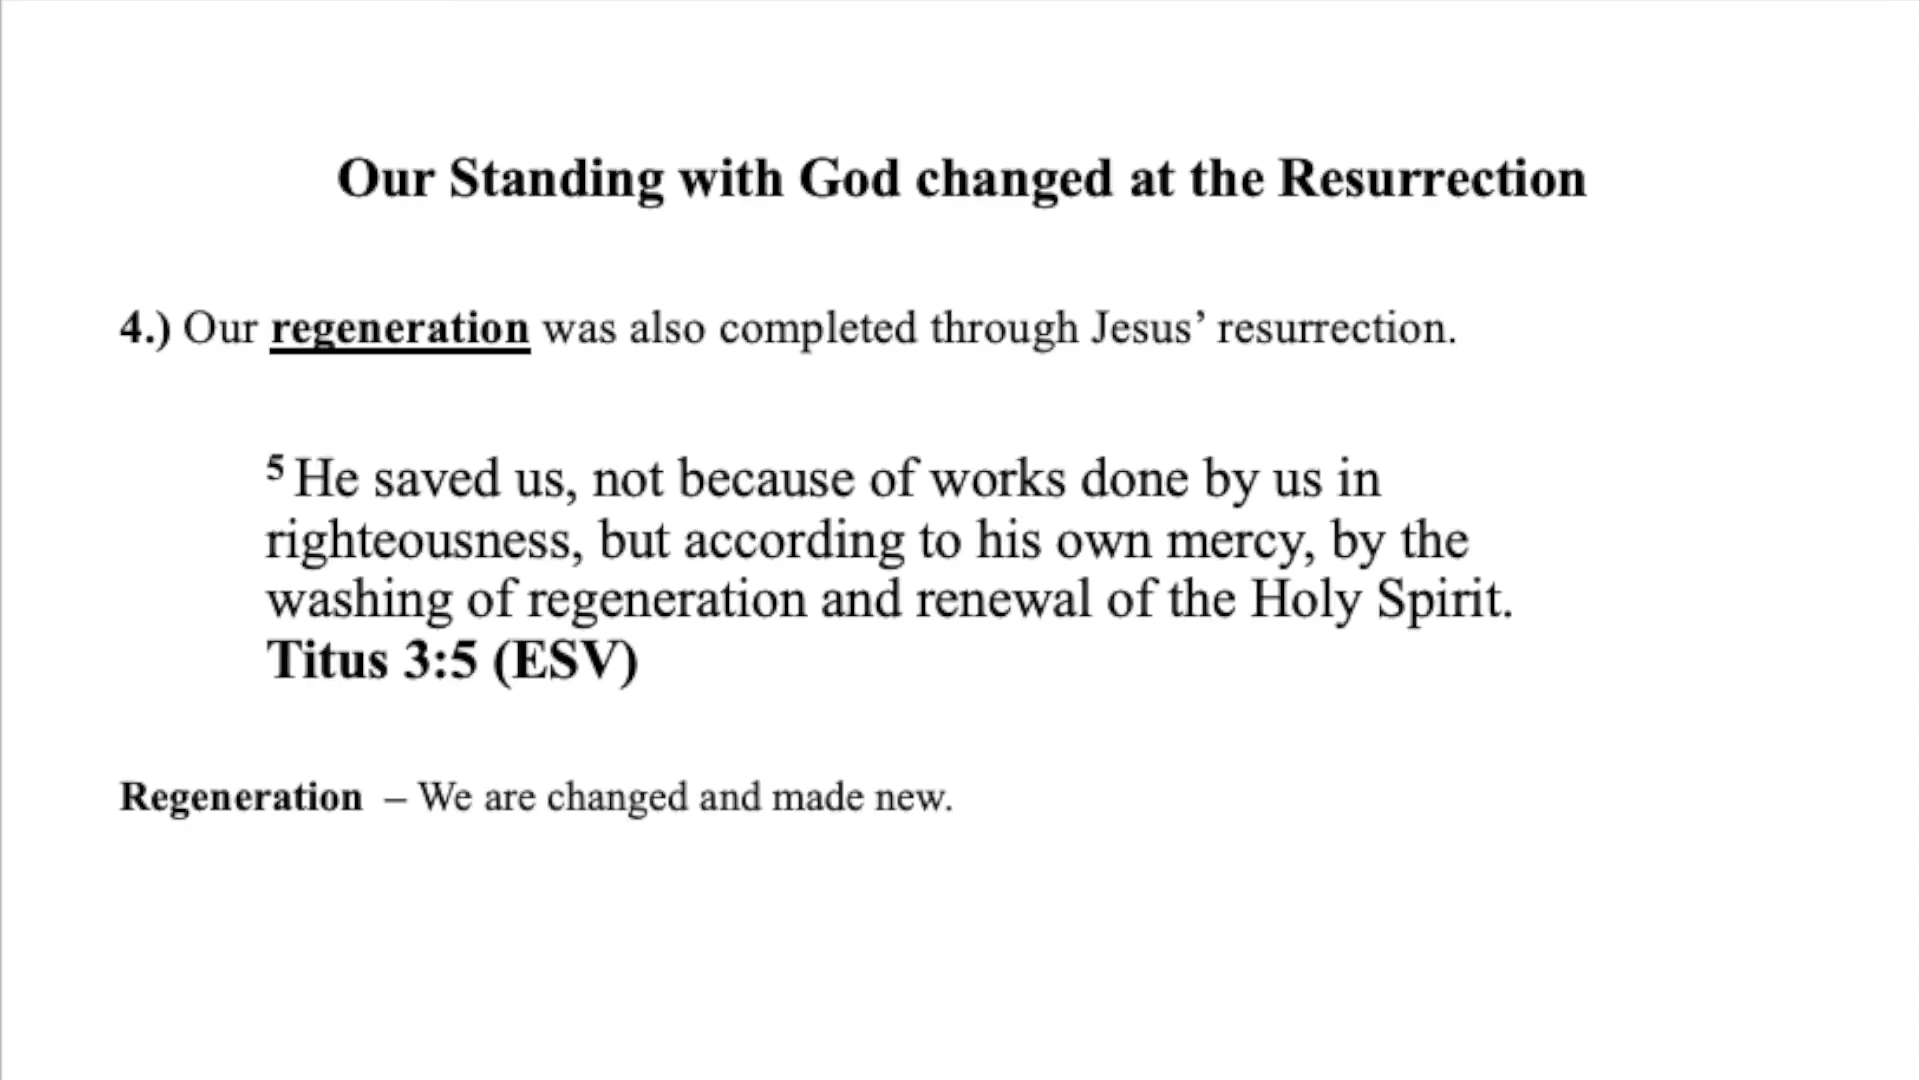 Our Standing with God changed at the Resurrection
4.) Our regeneration was also completed through Jesus’ resurrection.
5 He saved us, not because of works done by us in
righteousness, but according to his own mercy, by the
washing of regeneration and renewal of the Holy Spirit.
Titus 3:5 (ESV)
Regeneration – We are changed and made new.